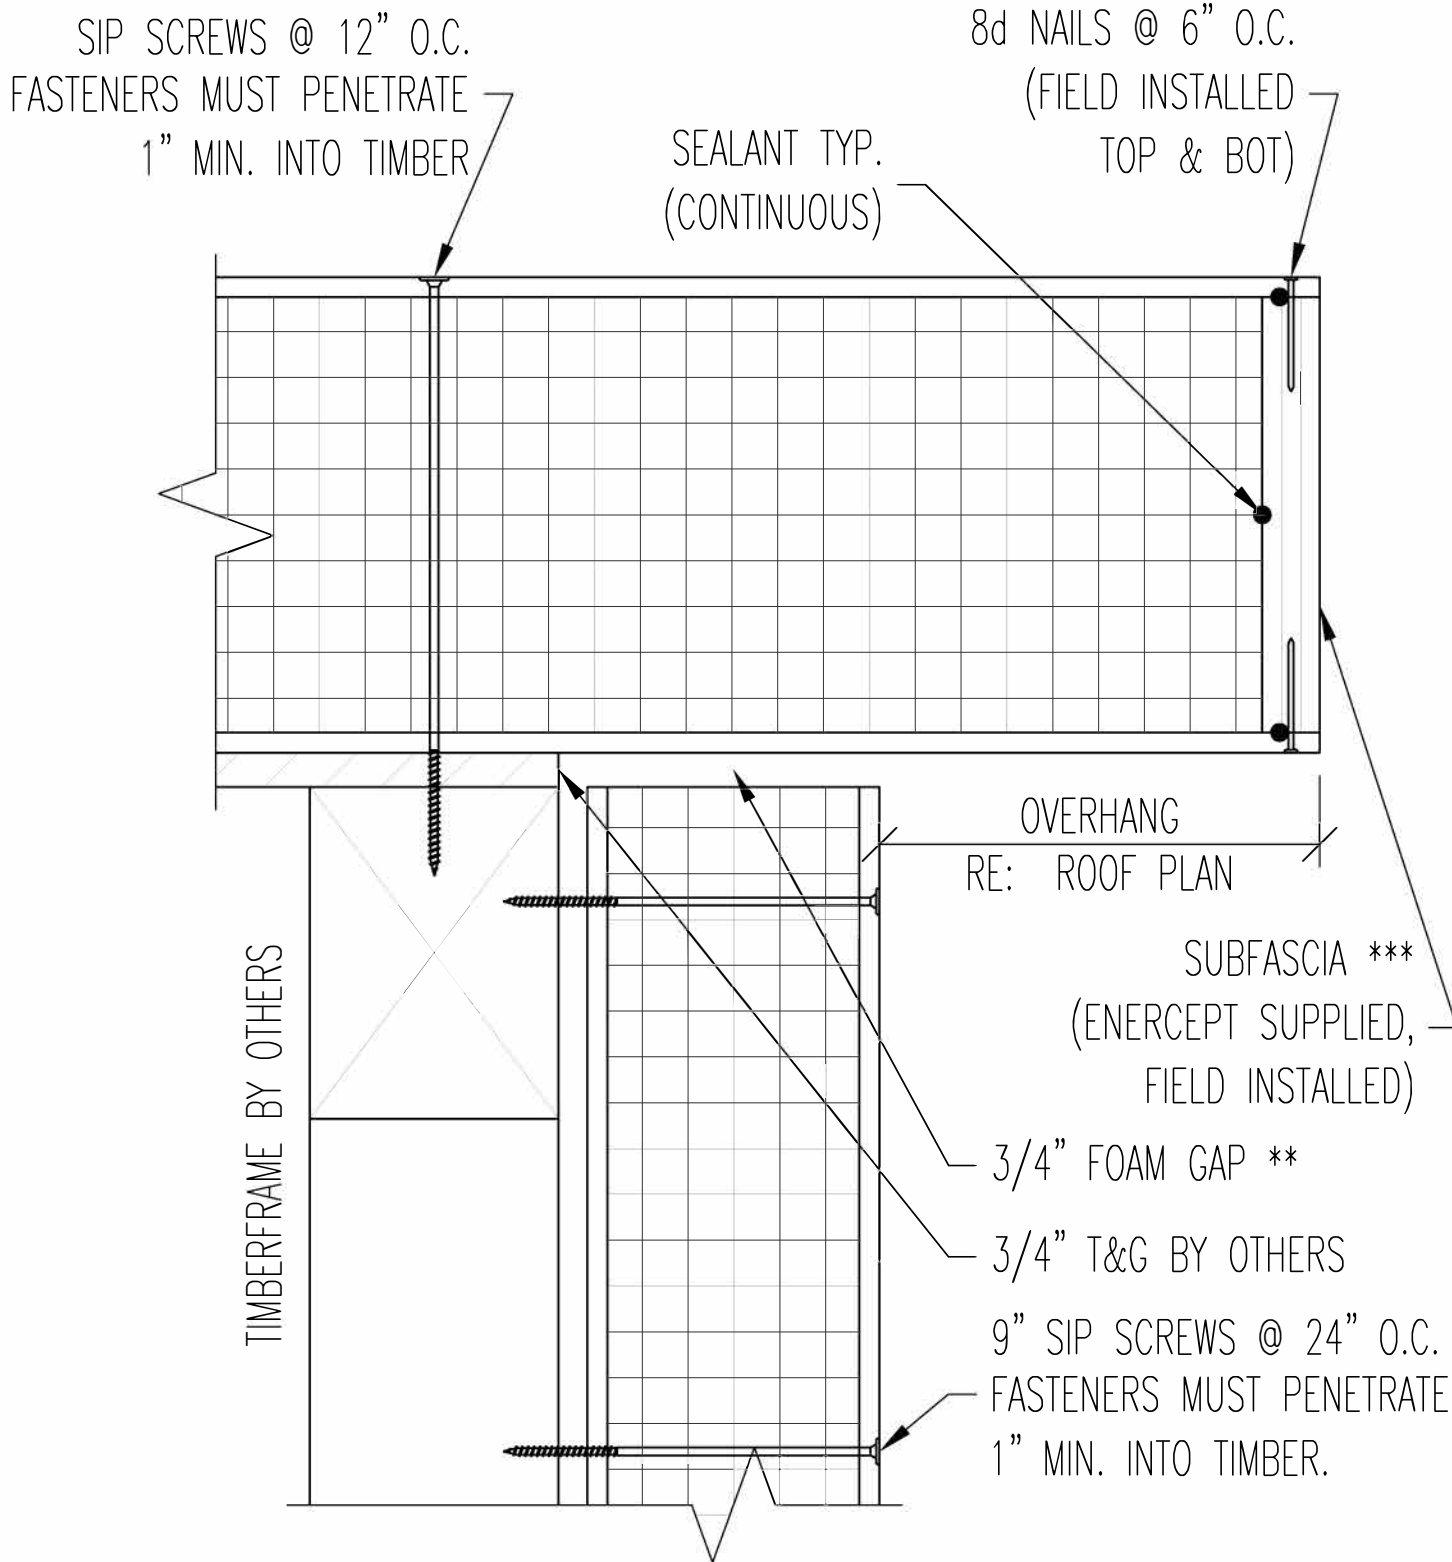 SIP SCREWS @ 12" O.C.
FASTENERS MUST PENETRATE
1" MIN. INTO TIMBER
8d NAILS @ 6" O.C.
(FIELD INSTALLED
TOP & BOT)
SEALANT TYP.
(CONTINUOUS)
OVERHANG
RE: ROOF PLAN
TIMBERFRAME BY OTHERS
SUBFASCIA ***
(ENERCEPT SUPPLIED,
FIELD INSTALLED)
3/4" FOAM GAP **
3/4" T&G BY OTHERS
9" SIP SCREWS @ 24" O.C.
FASTENERS MUST PENETRATE
1" MIN. INTO TIMBER.